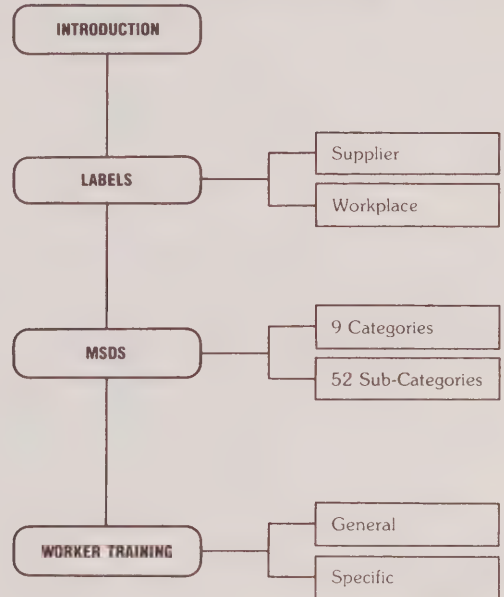 INTRODUCTION
LABELS
Supplier
Workplace
MSDS
9 Categories
52 Sub-Categories
WORKER TRAINING
General
Specific